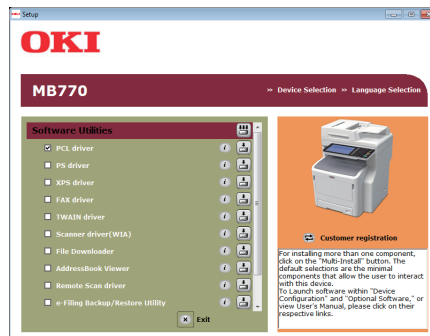 Setup
OKI
MB770
» Device Selection » Language Selection
Software Utilities
PCL driver
PS driver
XPS driver
FAX driver
TWAIN driver
Scanner driver(WIA)
File Downloader
AddressBook Viewer
Remote Scan driver
e-Filing Backup/Restore Utility
x Exit
Customer registration
For installing more than one component,
click on the "Multi-Install" button. The
default selections are the minimal
components that allow the user to interact
with this device.
To Launch software within "Device
Configuration" and "Optional Software," or
view User's Manual, please click on their
respective links.